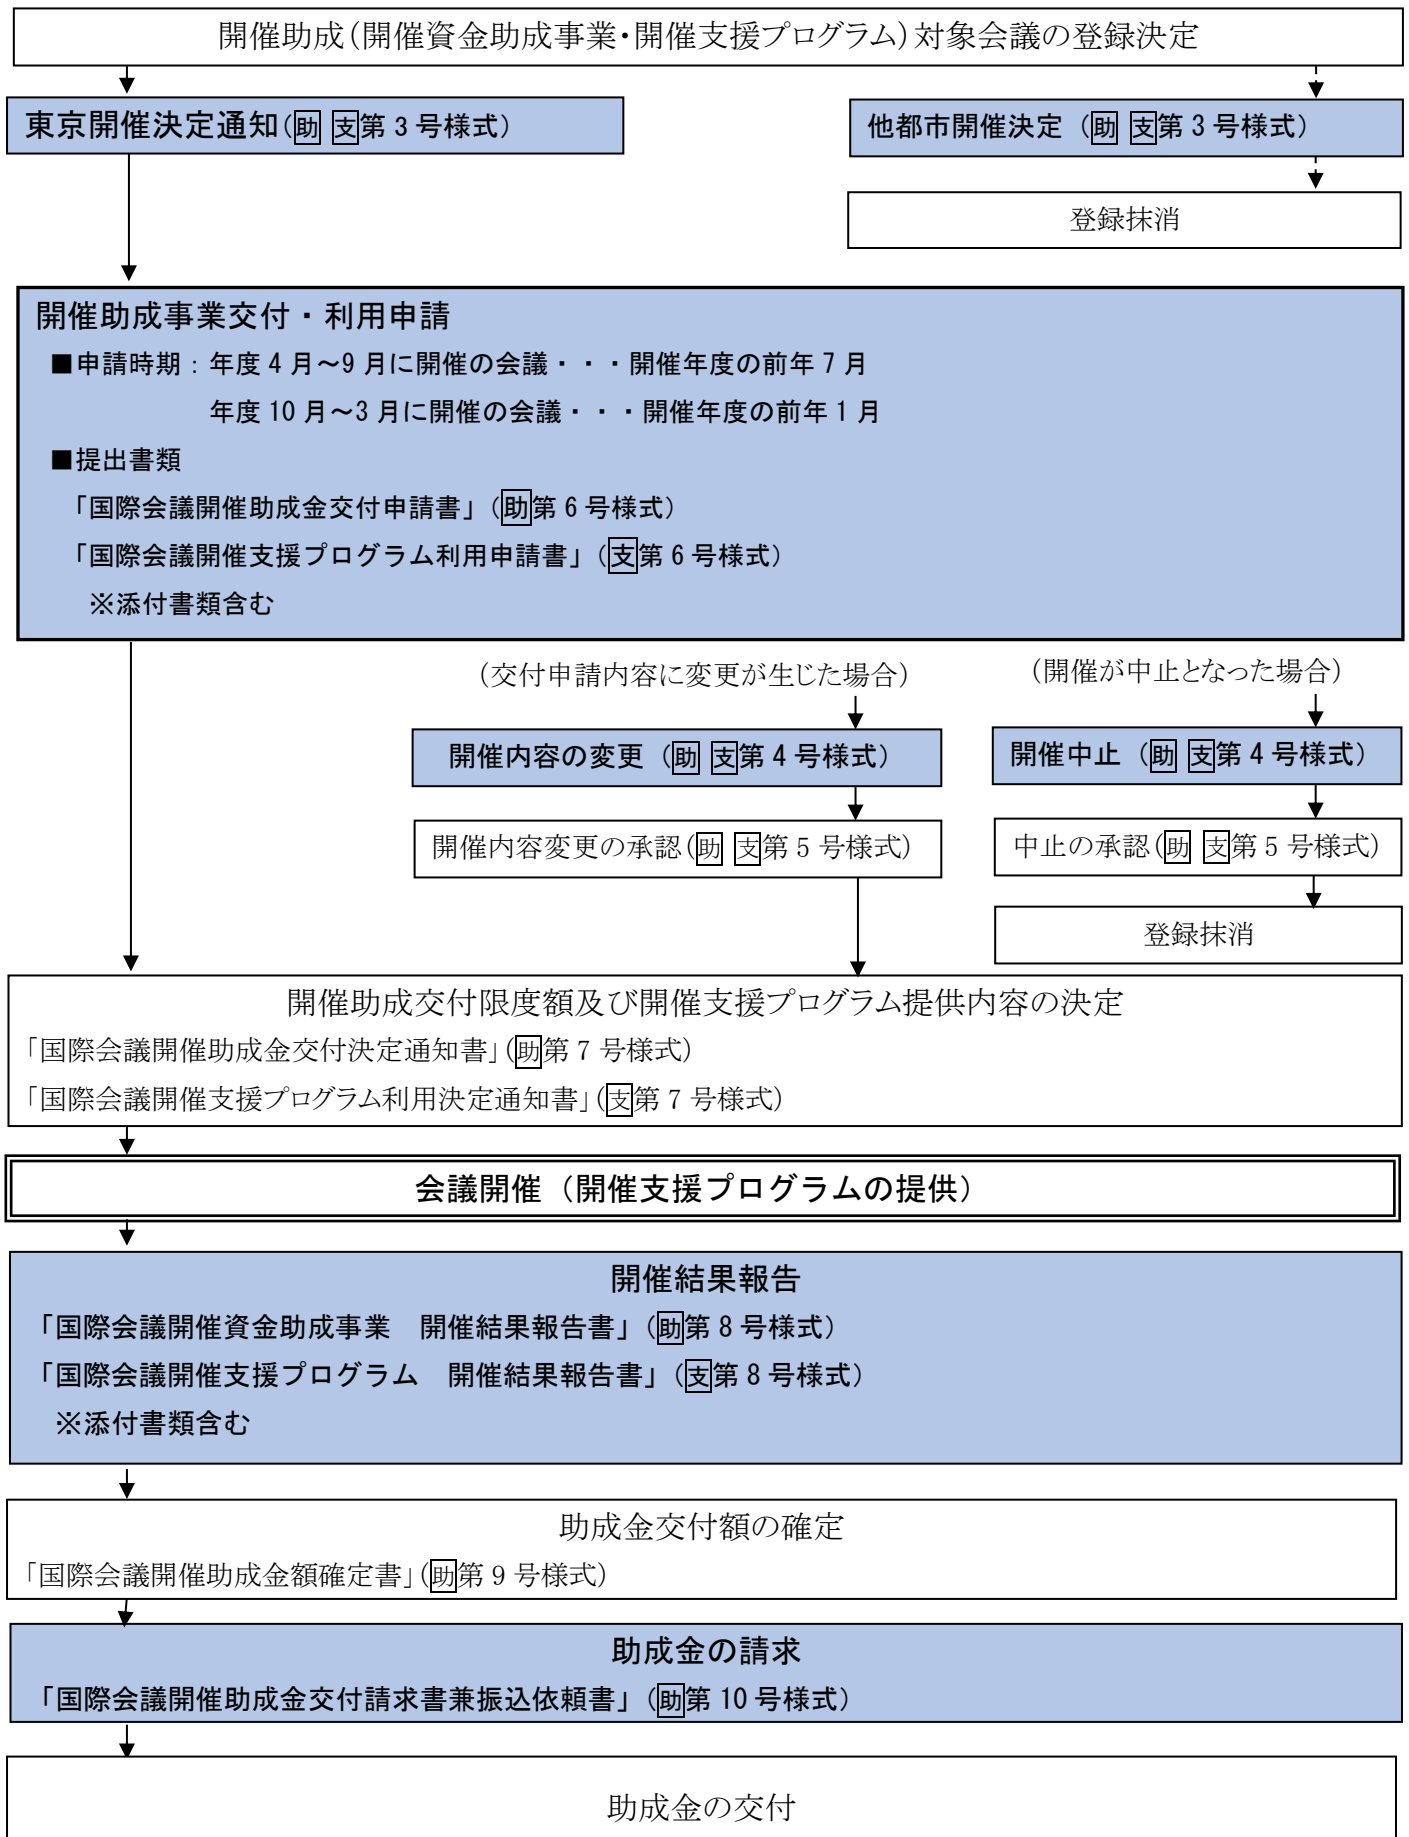 開催助成（開催資金助成事業・開催支援プログラム）対象会議の登録決定
東京開催決定通知（助 支第3号様式）
他都市開催決定（助 支第3号様式）
登録抹消
開催助成事業交付・利用申請
■申請時期：年度4月～9月に開催の会議・・・開催年度の前年7月
年度10月～3月に開催の会議・・・開催年度の前年1月
■提出書類
「国際会議開催助成金交付申請書」（助第6号様式）
「国際会議開催支援プログラム利用申請書」（支第6号様式）
※添付書類含む
（交付申請内容に変更が生じた場合）
（開催が中止となった場合）
開催内容の変更（助 支第4号様式）
開催中止（助 支第4号様式）
開催内容変更の承認（助 支第5号様式）
中止の承認（助 支第5号様式）
登録抹消
開催助成交付限度額及び開催支援プログラム提供内容の決定
「国際会議開催助成金交付決定通知書」（助第7号様式）
「国際会議開催支援プログラム利用決定通知書」（支第7号様式）
会議開催（開催支援プログラムの提供）
開催結果報告
「国際会議開催資金助成事業　開催結果報告書」（助第8号様式）
「国際会議開催支援プログラム　開催結果報告書」（支第8号様式）
※添付書類含む
助成金交付額の確定
「国際会議開催助成金額確定書」（助第9号様式）
助成金の請求
「国際会議開催助成金交付請求書兼振込依頼書」（助第10号様式）
助成金の交付